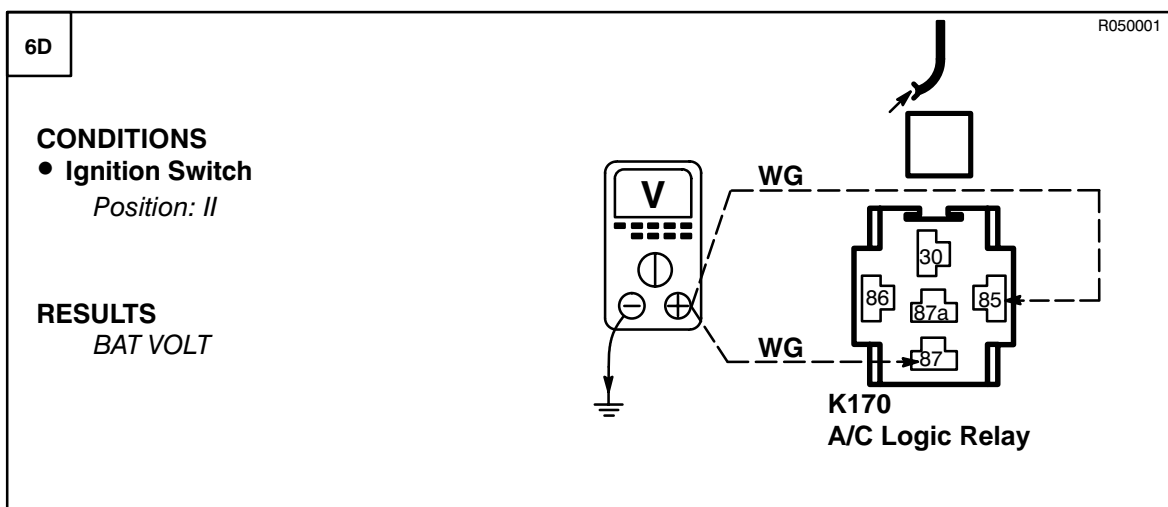 6D
R050001
CONDITIONS
• Ignition Switch
Position: II
RESULTS
BAT VOLT
V
WG
WG
30
86
87a
85
87
K170
A/C Logic Relay